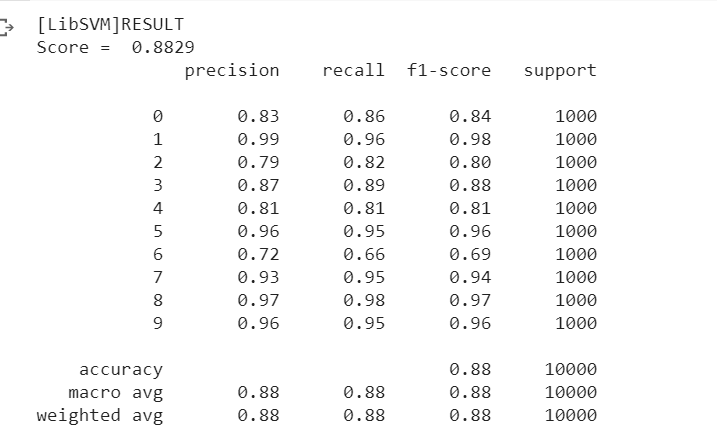 [LibSVM]RESULT
Score =  0.8829
precision recall f1-score support
0 0.83 0.86 0.84 1000
1 0.99 0.96 0.98 1000
2 0.79 0.82 0.80 1000
3 0.87 0.89 0.88 1000
4 0.81 0.81 0.81 1000
5 0.96 0.95 0.96 1000
6 0.72 0.66 0.69 1000
7 0.93 0.95 0.94 1000
8 0.97 0.98 0.97 1000
9 0.96 0.95 0.96 1000
accuracy 0.88 10000
macro avg 0.88 0.88 0.88 10000
weighted avg 0.88 0.88 0.88 10000